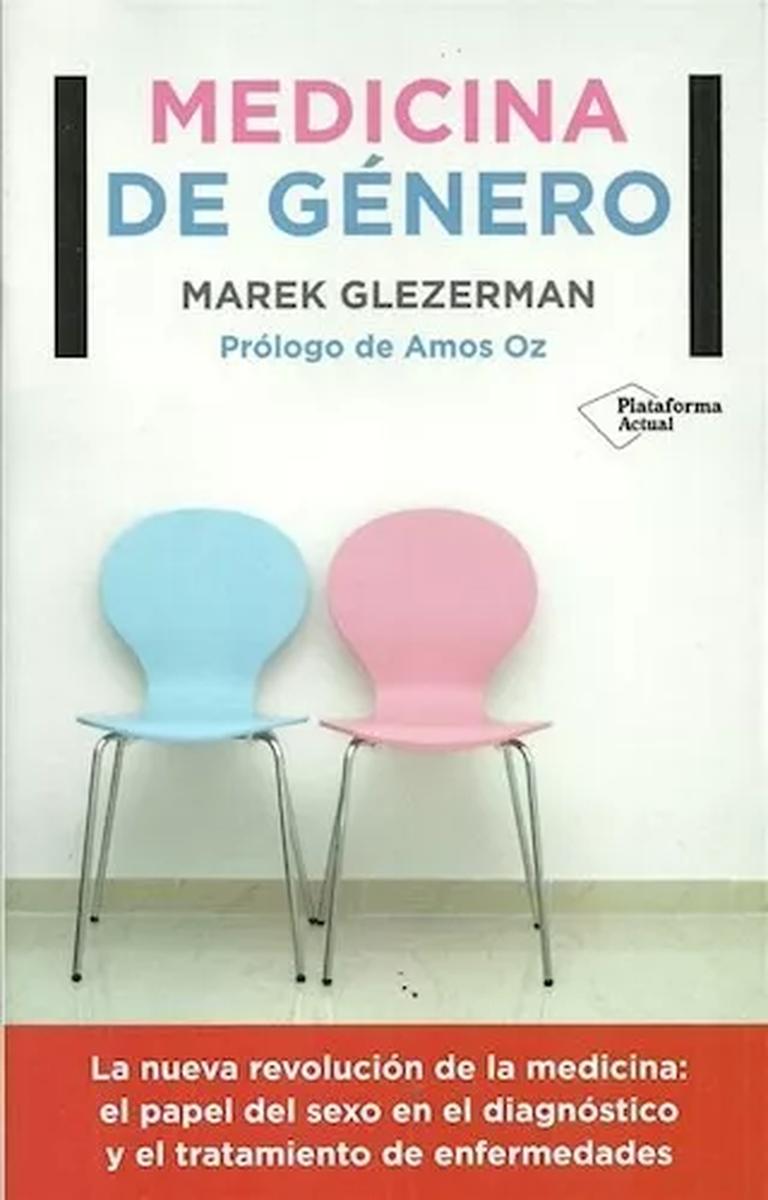 MEDICINA
DE GÉNERO
MAREK GLEZERMAN
Prólogo de Amos Oz
Plataforma
Actual
La nueva revolución de la medicina:
el papel del sexo en el diagnóstico
y el tratamiento de enfermedades